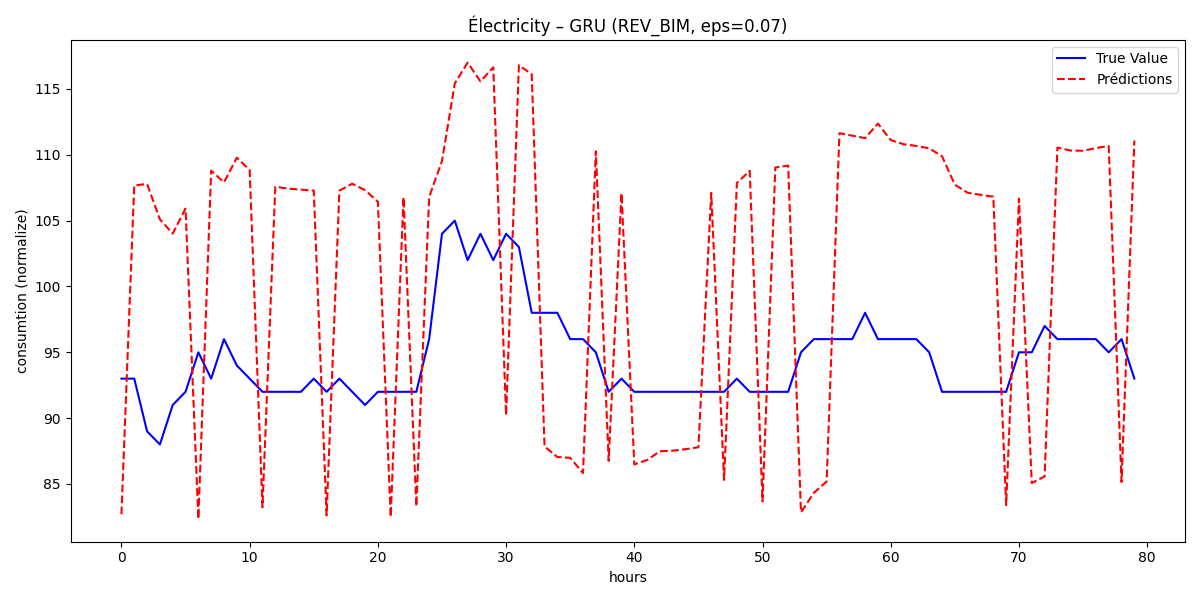 Électricity – GRU (REV_BIM, eps=0.07)
True Value
Prédictions
consumtion (normalize)
115
110
105
100
95
90
85
0 10 20 30 40 50 60 70 80
hours